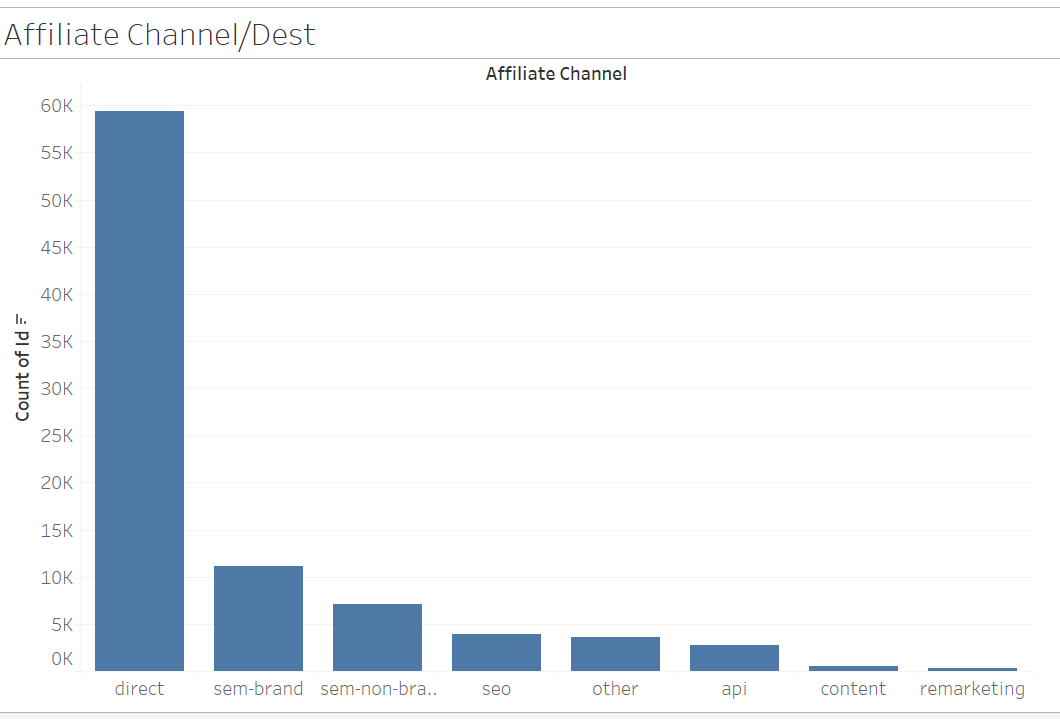 Affiliate Channel/Dest
Affiliate Channel
60K
55K
50K
45K
40K
35K
30K
25K
20K
15K
10K
5K
0K
Count of Id
direct sem-brand sem-non-bra.. seo other api content remarketing